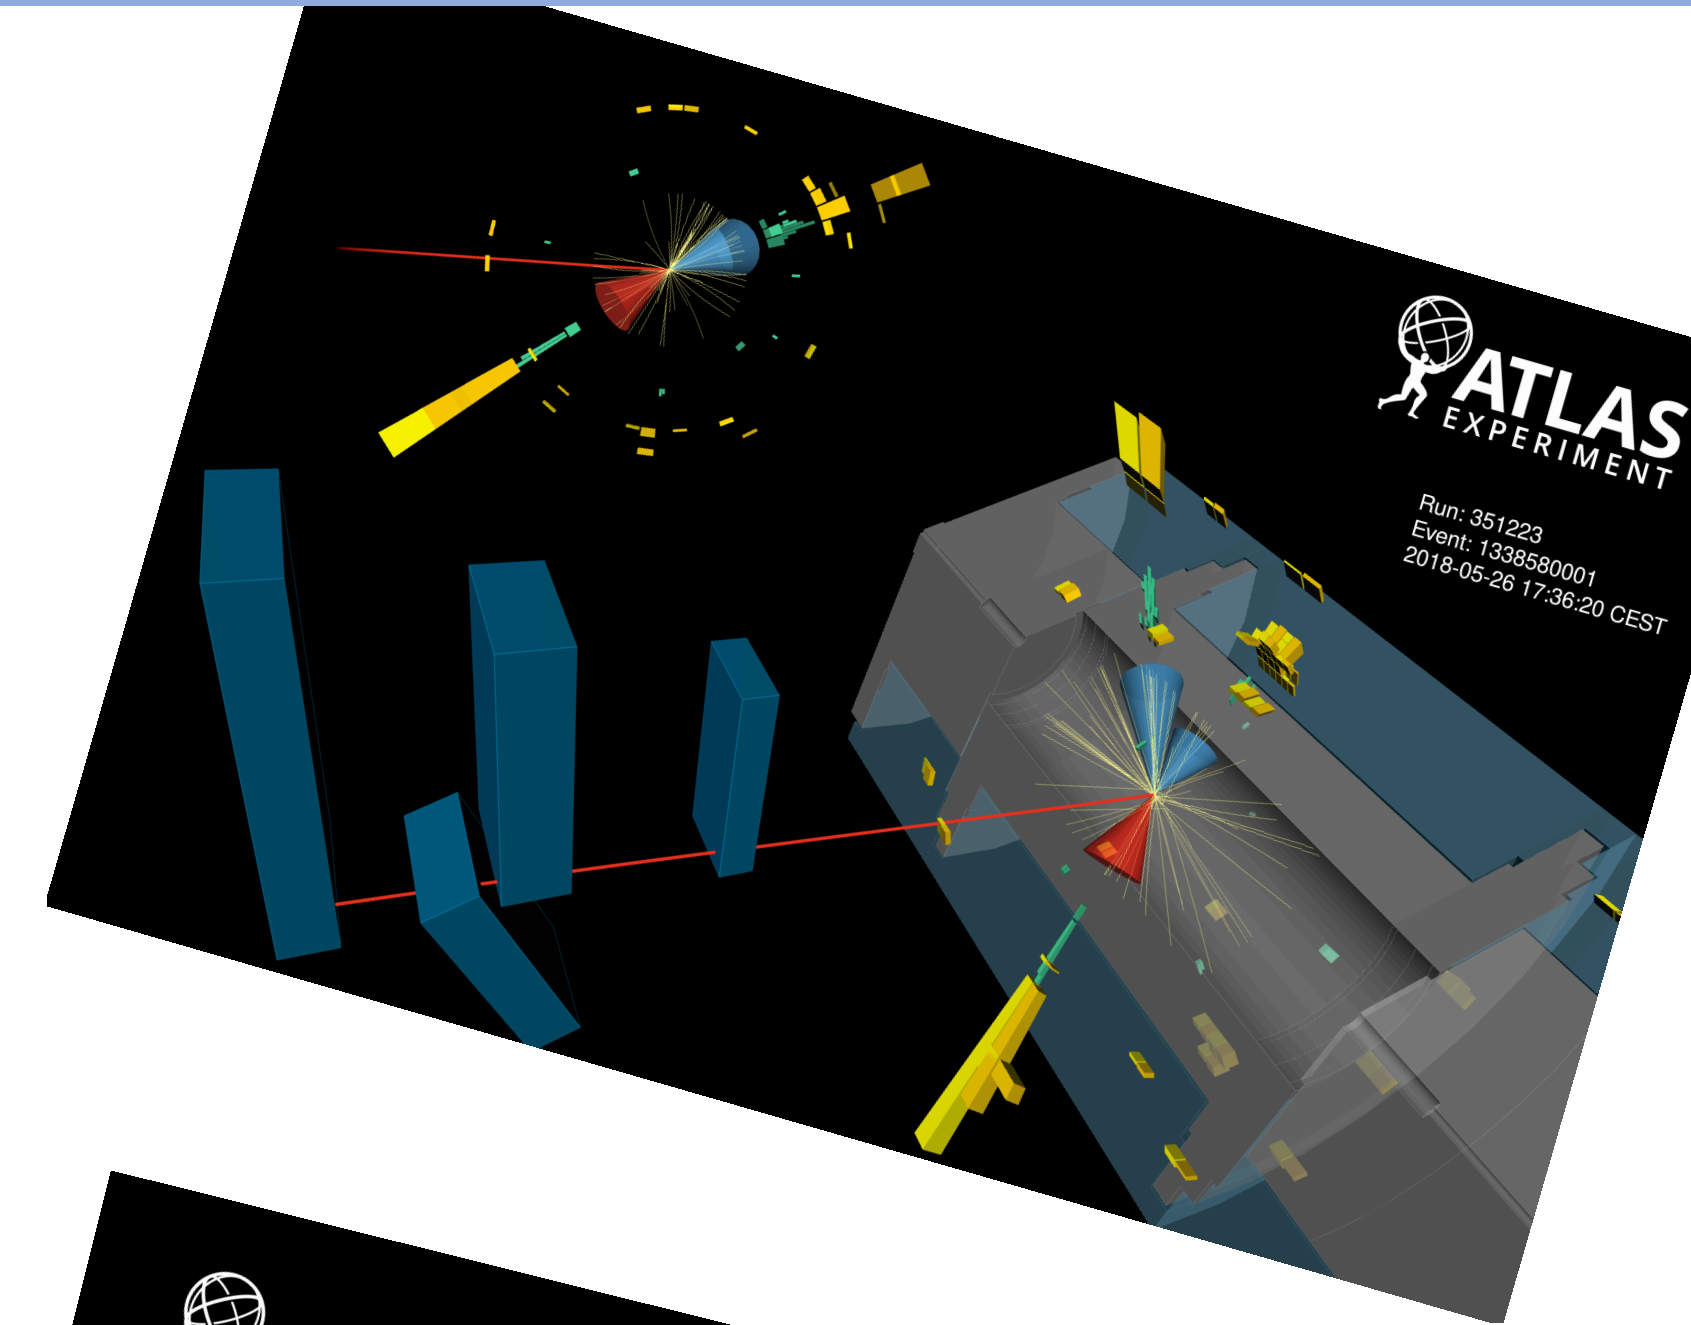 ATLAS
EXPERIMENT
Run: 351223
Event: 1338580001
2018-05-26 17:36:20 CEST